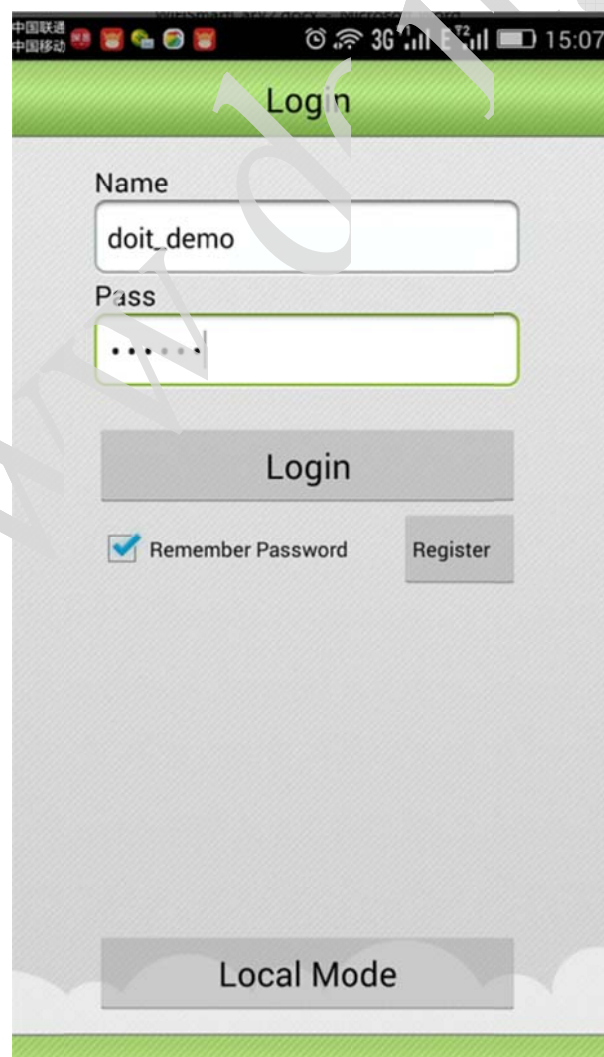 中国联通
中国移动
3G E 15:07
Login
Name
doit_demo
Pass
Login
Remember Password Register
Local Mode